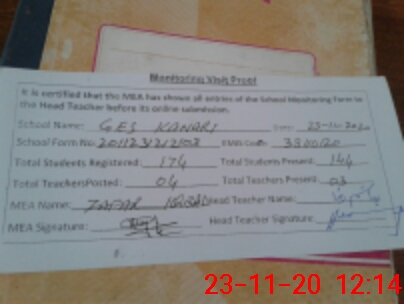 Monitoring Visit Proof
It is certified that the MEA has shown all entries of the School Monitoring Form to
the Head Teacher before its online submission.
School Name: GES KANARI Date: 23-11-2020
School Form No. EMIS Code:
Total Students Registered: 174 Total Students Present: 144
Total Teachers Posted: 04 Total Teachers Present: 03
MEA Name: ZAFAR IQBAL Head Teacher Name:
MEA Signature: Head Teacher Signature:
23-11-20 12:14